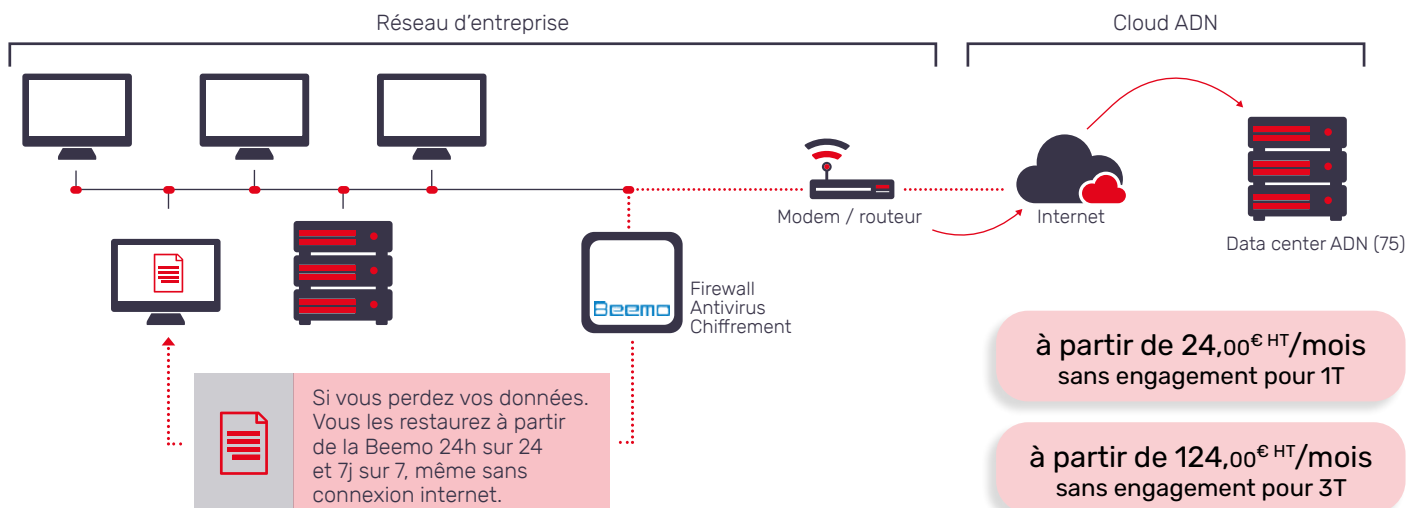 Réseau d'entreprise
Cloud ADN
Modem / routeur
Internet
Data center ADN (75)
Beemo
Firewall
Antivirus
Chiffrement
Si vous perdez vos données.
Vous les restaurez à partir
de la Beemo 24h sur 24
et 7j sur 7, même sans
connexion internet.
à partir de 24,00€ HT/mois
sans engagement pour 1T
à partir de 124,00€ HT/mois
sans engagement pour 3T